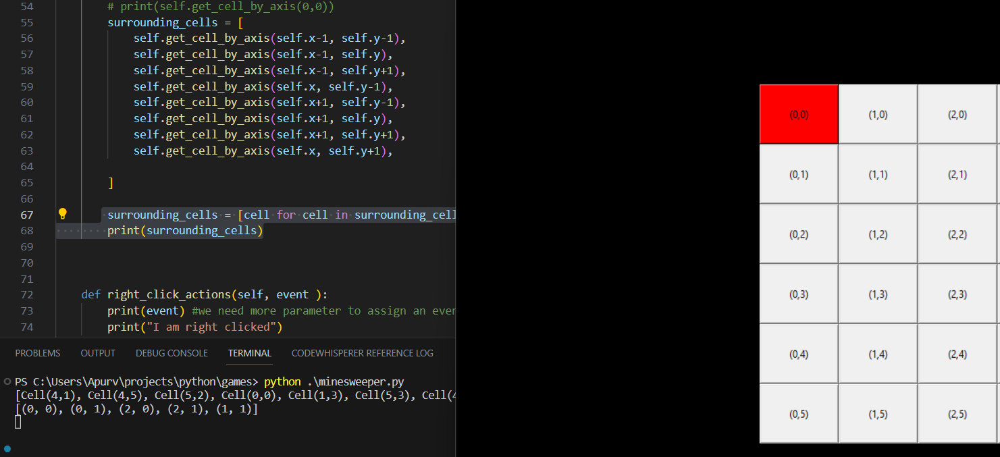 54 # print(self.get_cell_by_axis(0,0))
55 surrounding_cells = [
56 self.get_cell_by_axis(self.x-1, self.y-1),
57 self.get_cell_by_axis(self.x-1, self.y),
58 self.get_cell_by_axis(self.x-1, self.y+1),
59 self.get_cell_by_axis(self.x, self.y-1),
60 self.get_cell_by_axis(self.x+1, self.y-1),
61 self.get_cell_by_axis(self.x+1, self.y),
62 self.get_cell_by_axis(self.x+1, self.y+1),
63 self.get_cell_by_axis(self.x, self.y+1),
64
65 ]
66
67 surrounding_cells = [cell for cell in surrounding_cell
68 print(surrounding_cells)
69
70
71
72 def right_click_actions(self, event ):
73 print(event) #we need more parameter to assign an ever
74 print("I am right clicked")
PROBLEMS OUTPUT DEBUG CONSOLE TERMINAL CODEWHISPERER REFERENCE LOG
PS C:\Users\Apurv\projects\python\games> python .\minesweeper.py
[Cell(4,1), Cell(4,5), Cell(5,2), Cell(0,0), Cell(1,3), Cell(5,3), Cell(4
[(0, 0), (0, 1), (2, 0), (2, 1), (1, 1)]
(0,0) (1,0) (2,0)
(0,1) (1,1) (2,1)
(0,2) (1,2) (2,2)
(0,3) (1,3) (2,3)
(0,4) (1,4) (2,4)
(0,5) (1,5) (2,5)